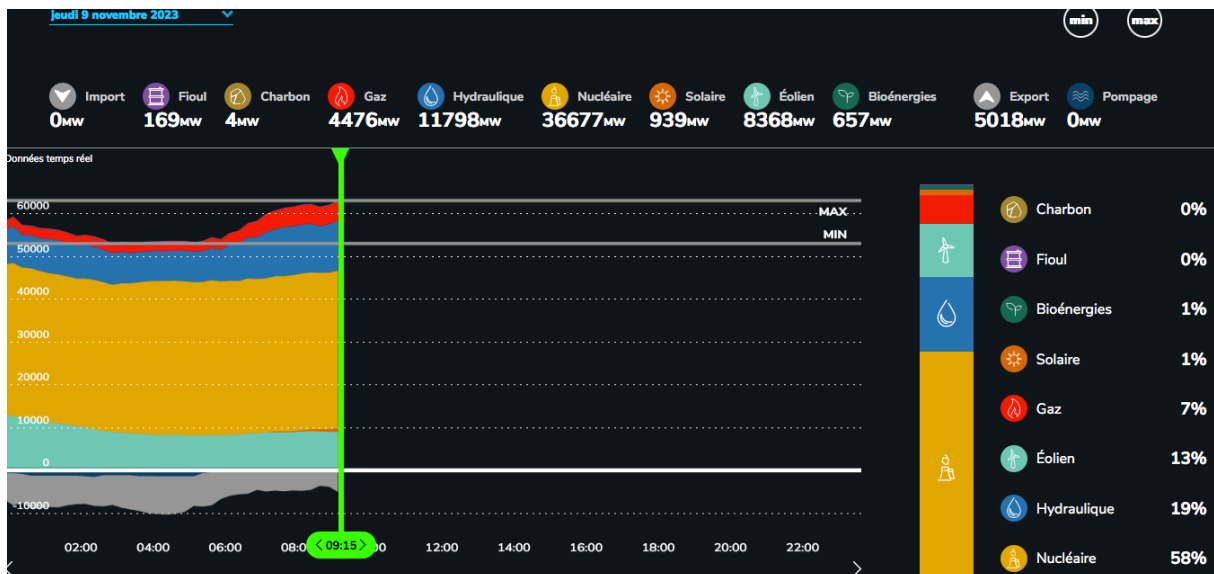 jeudi 9 novembre 2023
min max
Import Fioul Charbon Gaz Hydraulique Nucléaire Solaire Éolien Bioénergies Export Pompage
0MW 169MW 4MW 4476MW 11798MW 36677MW 939MW 8368MW 657MW 5018MW 0MW
Données temps réel
60000
MAX
MIN
50000
40000
30000
20000
10000
0
-10000
02:00 04:00 06:00 08:0 09:15 00 12:00 14:00 16:00 18:00 20:00 22:00
Charbon 0%
Fioul 0%
Bioénergies 1%
Solaire 1%
Gaz 7%
Éolien 13%
Hydraulique 19%
Nucléaire 58%